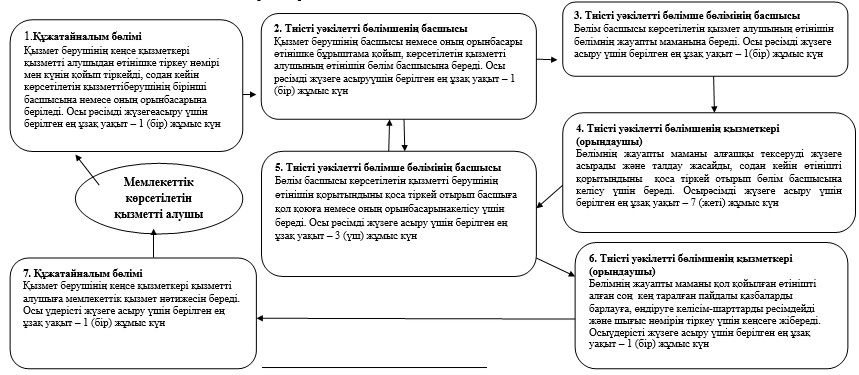 1.Құжатайналым бөлімі
Қызмет берушінің кеңсе қызметкері
қызметті алушыдан өтінішке тіркеу нөмірі
мен күнін қойып тіркейді, содан кейін
көрсетілетін қызметтіберушінің бірінші
басшысына немесе оның орынбасарына
беріледі. Осы рәсімді жүзегеасыру үшін
берілген ең ұзақ уақыт – 1 (бір) жұмыс күн
2. Тиісті уәкілетті бөлімшенің басшысы
Қызмет берушінің басшысы немесе оның орынбасары
өтінішке бұрыштама қойып, көрсетілетін қызметті
алушының өтінішін бөлім басшысына береді. Осы
рәсімді жүзеге асыруүшін берілген ең ұзақ уақыт – 1
(бір) жұмыс күн
3. Тиісті уәкілетті бөлімше бөлімінің басшысы
Бөлім басшысы көрсетілетін қызмет алушының өтінішін
бөлімнің жауапты маманына береді. Осы рәсімді жүзеге
асыру үшін берілген ең ұзақ уақыт – 1(бір) жұмыс күн
4. Тиісті уәкілетті бөлімшенің қызметкері
(орындаушы)
Бөлімнің жауапты маманы алғашқы тексеруді жүзеге
асырады және талдау жасайды, содан кейін өтінішті
қорытындыны қоса тіркей отырып бөлім басшысына
келісу үшін береді. Осырәсімді жүзеге асыру үшін
берілген ең ұзақ уақыт – 7 (жеті) жұмыс күн
5. Тиісті уәкілетті бөлімше бөлімінің басшысы
Бөлім басшысы көрсетілетін қызметті берушінің
өтінішін қорытындыны қоса тіркей отырып басшыға
қол қоюға немесе оның орынбасарынакелісу үшін
береді. Осы рәсімді жүзеге асыру үшін берілген ең
ұзақ уақыт – 3 (үш) жұмыс күн
Мемлекеттік
көрсетілетін
қызметті алушы
6. Тиісті уәкілетті бөлімшенің қызметкері
(орындаушы)
Бөлімнің жауапты маманы қол қойылған өтінішті
алған соң кең таралған пайдалы қазбаларды
барлауға, өндіруге келісім-шарттарды ресімдейді
және шығыс нөмірін тіркеу үшін кеңсеге жібереді.
Осыүдерісті жүзеге асыру үшін берілген ең ұзақ
уақыт – 1 (бір) жұмыс күн
7. Құжатайналым бөлімі
Қызмет берушінің кеңсе қызметкері қызметті
алушыға мемлекеттік қызмет нәтижесін береді.
Осы үдерісті жүзеге асыру үшін берілген ең
ұзақ уақыт – 1 (бір) жұмыс күн